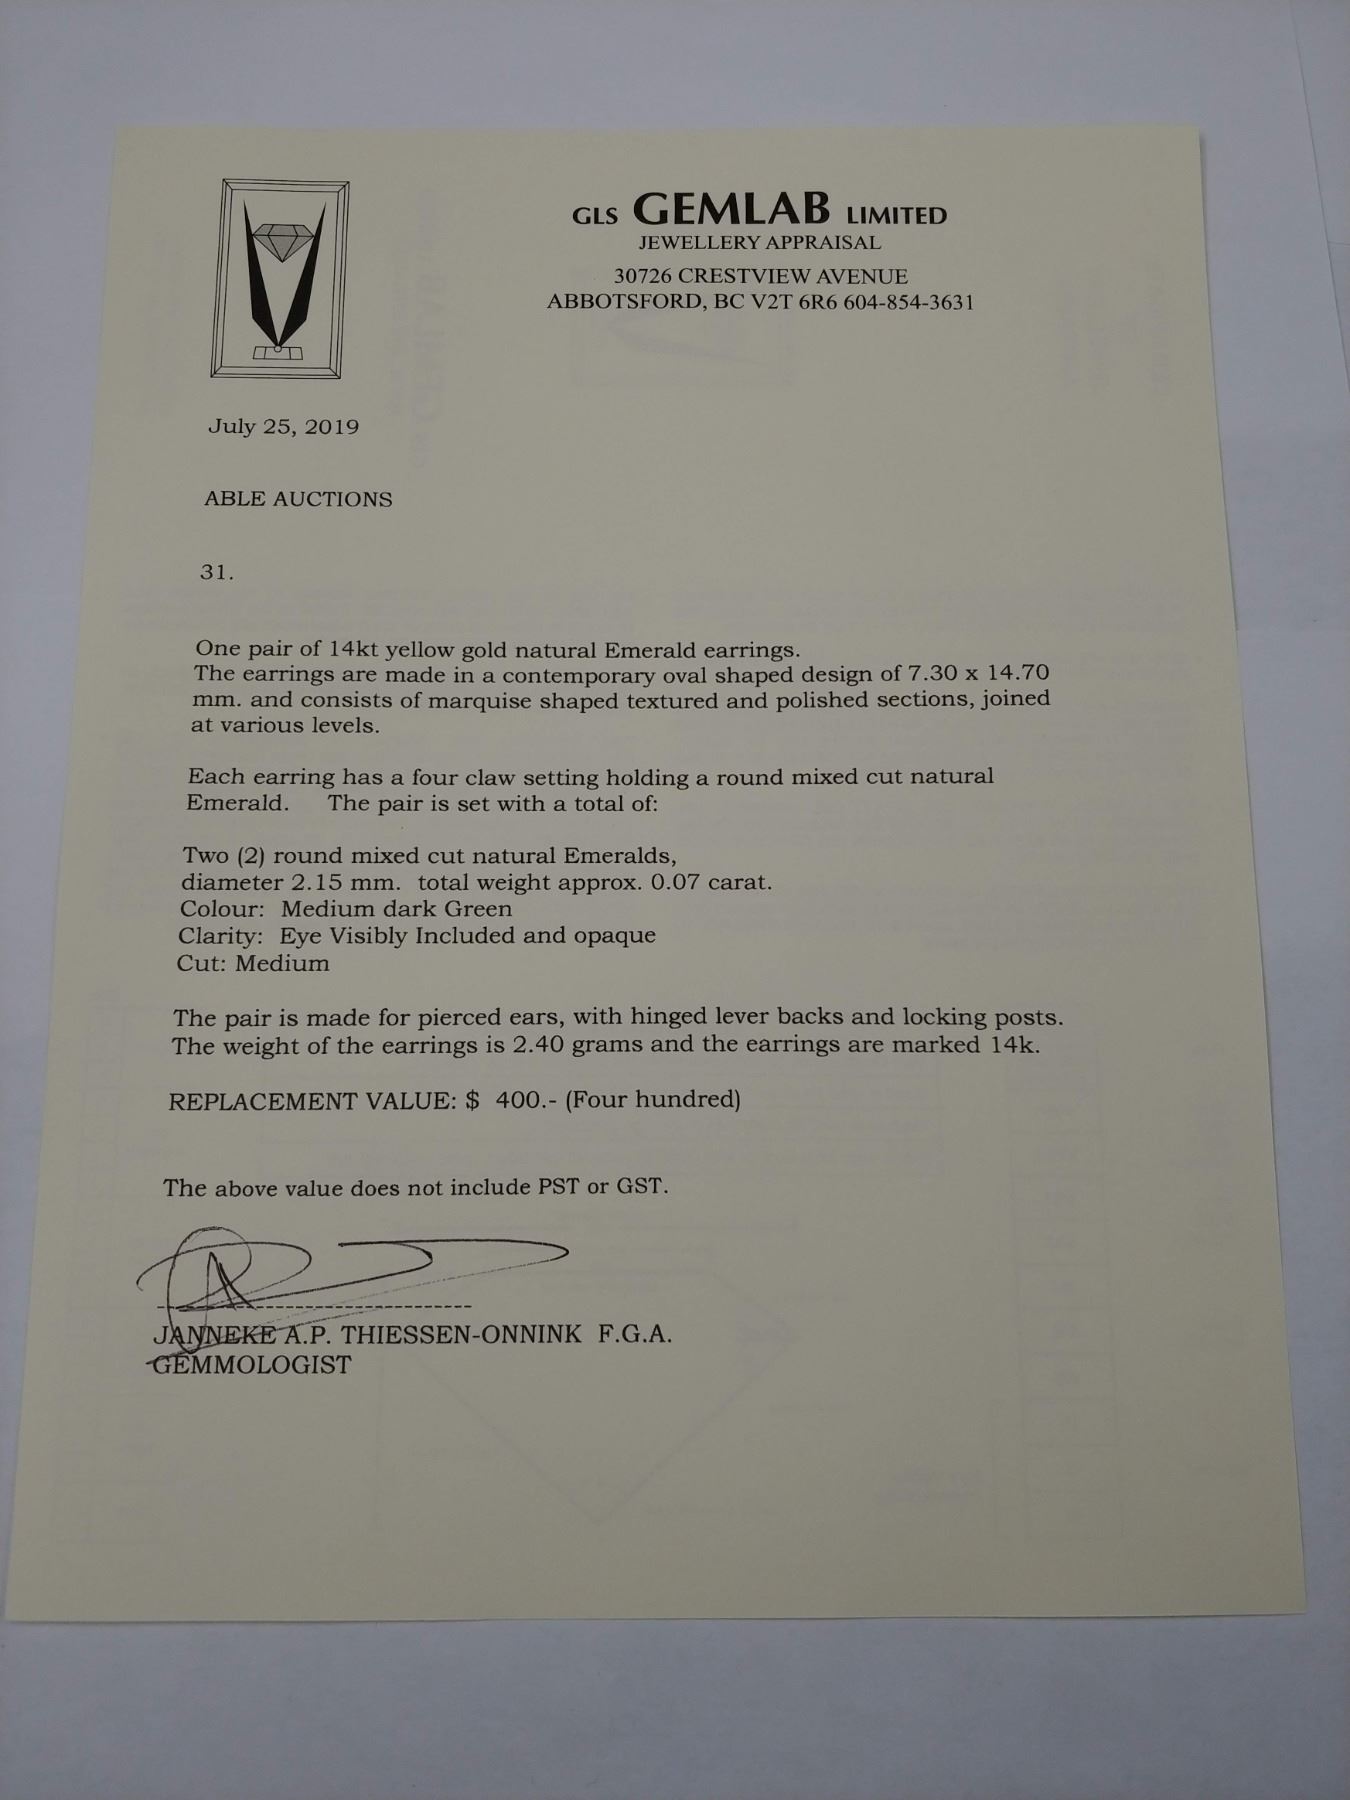 GLS GEMLAB LIMITED
JEWELLERY APPRAISAL
30726 CRESTVIEW AVENUE
ABBOTSFORD, BC V2T 6R6 604-854-3631
July 25, 2019
ABLE AUCTIONS
31.
One pair of 14kt yellow gold natural Emerald earrings.
The earrings are made in a contemporary oval shaped design of 7.30 x 14.70
mm. and consists of marquise shaped textured and polished sections, joined
at various levels.
Each earring has a four claw setting holding a round mixed cut natural
Emerald. The pair is set with a total of:
Two (2) round mixed cut natural Emeralds,
diameter 2.15 mm. total weight approx. 0.07 carat.
Colour: Medium dark Green
Clarity: Eye Visibly Included and opaque
Cut: Medium
The pair is made for pierced ears, with hinged lever backs and locking posts.
The weight of the earrings is 2.40 grams and the earrings are marked 14k.
REPLACEMENT VALUE: $ 400.- (Four hundred)
The above value does not include PST or GST.
JANNEKE A.P. THIESSEN-ONNINK F.G.A.
GEMMOLOGIST